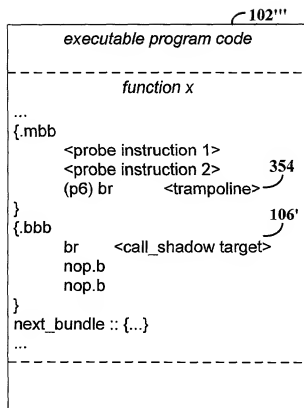 102'''
executable program code
function x
...
{.mbb
<probe instruction 1>
<probe instruction 2>
(p6) br <trampoline>
354
}
{.bbb
106'
br <call_shadow target>
nop.b
nop.b
}
next_bundle :: {...}
...